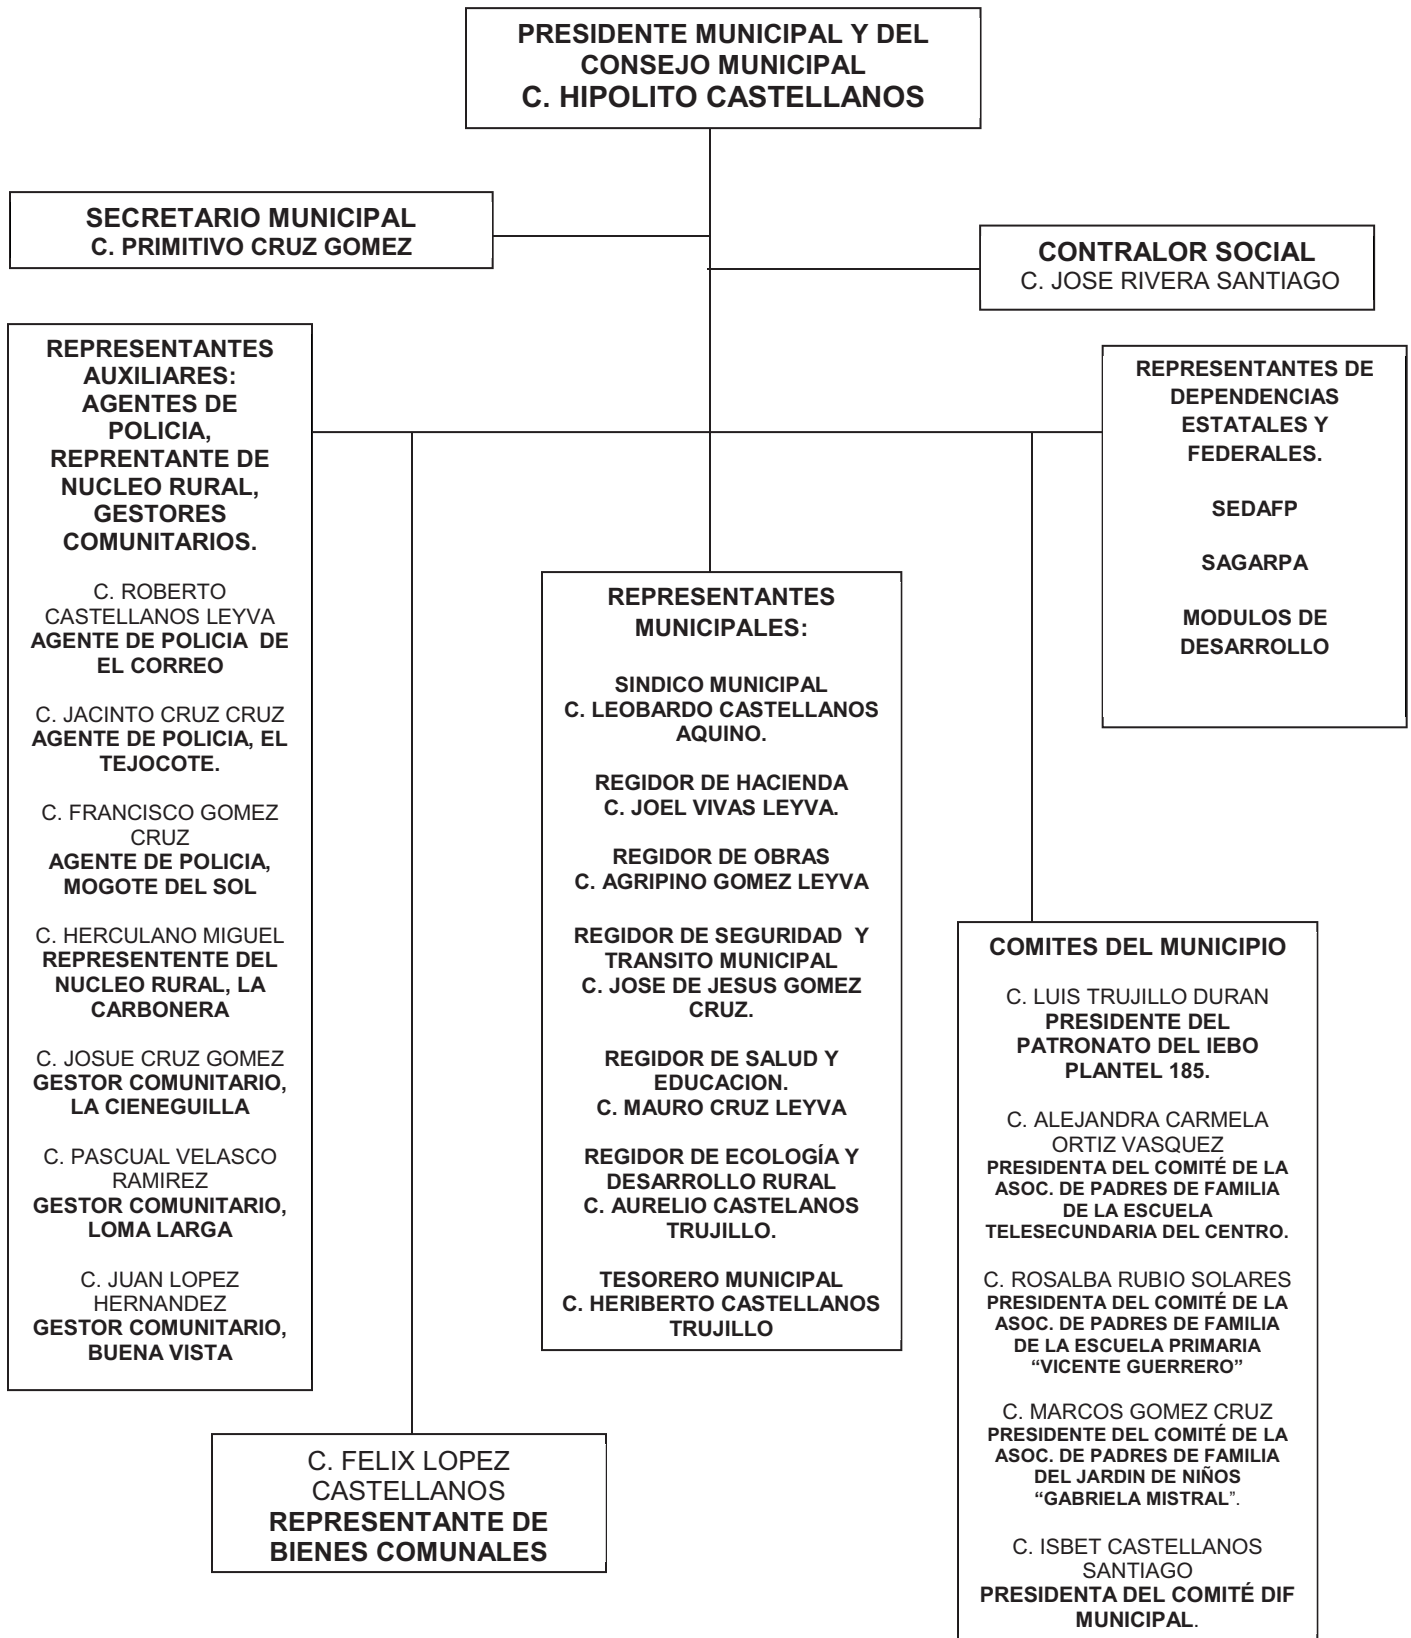 PRESIDENTE MUNICIPAL Y DEL
CONSEJO MUNICIPAL
C. HIPOLITO CASTELLANOS
SECRETARIO MUNICIPAL
C. PRIMITIVO CRUZ GOMEZ
CONTRALOR SOCIAL
C. JOSE RIVERA SANTIAGO
REPRESENTANTES
AUXILIARES:
AGENTES DE
POLICIA,
REPRENTANTE DE
NUCLEO RURAL,
GESTORES
COMUNITARIOS.
C. ROBERTO
CASTELLANOS LEYVA
AGENTE DE POLICIA DE
EL CORREO
C. JACINTO CRUZ CRUZ
AGENTE DE POLICIA, EL
TEJOCOTE.
C. FRANCISCO GOMEZ
CRUZ
AGENTE DE POLICIA,
MOGOTE DEL SOL
C. HERCULANO MIGUEL
REPRESENTENTE DEL
NUCLEO RURAL, LA
CARBONERA
C. JOSUE CRUZ GOMEZ
GESTOR COMUNITARIO,
LA CIENEGUILLA
C. PASCUAL VELASCO
RAMIREZ
GESTOR COMUNITARIO,
LOMA LARGA
C. JUAN LOPEZ
HERNANDEZ
GESTOR COMUNITARIO,
BUENA VISTA
REPRESENTANTES DE
DEPENDENCIAS
ESTATALES Y
FEDERALES.
SEDAFP
SAGARPA
MODULOS DE
DESARROLLO
REPRESENTANTES
MUNICIPALES:
SINDICO MUNICIPAL
C. LEOBARDO CASTELLANOS
AQUINO.
REGIDOR DE HACIENDA
C. JOEL VIVAS LEYVA.
REGIDOR DE OBRAS
C. AGRIPINO GOMEZ LEYVA
REGIDOR DE SEGURIDAD Y
TRANSITO MUNICIPAL
C. JOSE DE JESUS GOMEZ
CRUZ.
REGIDOR DE SALUD Y
EDUCACION.
C. MAURO CRUZ LEYVA
REGIDOR DE ECOLOGÍA Y
DESARROLLO RURAL
C. AURELIO CASTELANOS
TRUJILLO.
TESORERO MUNICIPAL
C. HERIBERTO CASTELLANOS
TRUJILLO
COMITES DEL MUNICIPIO
C. LUIS TRUJILLO DURAN
PRESIDENTE DEL
PATRONATO DEL IEBO
PLANTEL 185.
C. ALEJANDRA CARMELA
ORTIZ VASQUEZ
PRESIDENTA DEL COMITÉ DE LA
ASOC. DE PADRES DE FAMILIA
DE LA ESCUELA
TELESECUNDARIA DEL CENTRO.
C. ROSALBA RUBIO SOLARES
PRESIDENTA DEL COMITÉ DE LA
ASOC. DE PADRES DE FAMILIA
DE LA ESCUELA PRIMARIA
“VICENTE GUERRERO”
C. MARCOS GOMEZ CRUZ
PRESIDENTE DEL COMITÉ DE LA
ASOC. DE PADRES DE FAMILIA
DEL JARDIN DE NIÑOS
“GABRIELA MISTRAL”.
C. ISBET CASTELLANOS
SANTIAGO
PRESIDENTA DEL COMITÉ DIF
MUNICIPAL.
C. FELIX LOPEZ
CASTELLANOS
REPRESENTANTE DE
BIENES COMUNALES